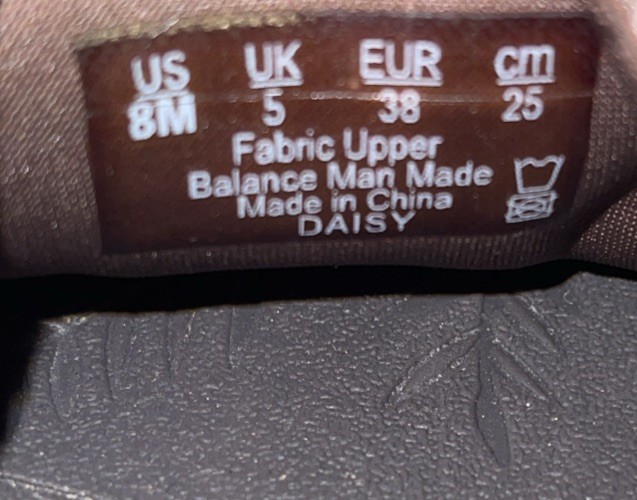 US UK EUR cm
8M 5 38 25
Fabric Upper
Balance Man Made
Made in China
DAISY